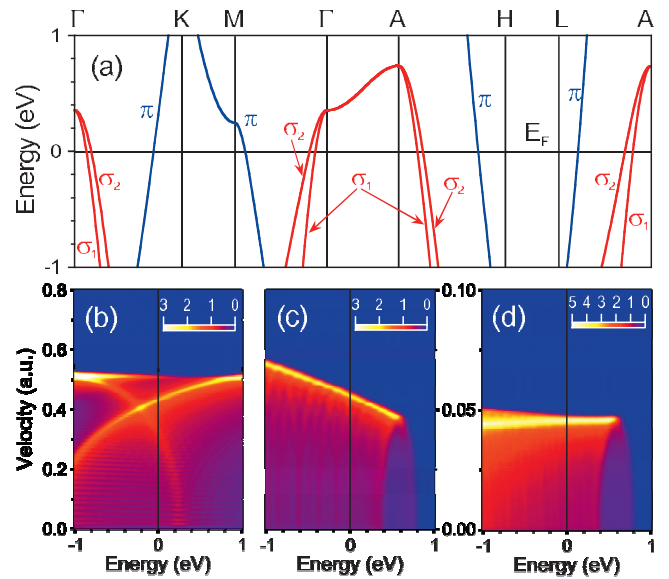 Γ K M Γ A H L A
Energy (eV)
1
0
-1
(a)
π
π
π
π
E_F
σ₂
σ₁
σ₂
σ₁
σ₂
σ₂
σ₁
Velocity (a.u.)
0.8
0.6
0.4
0.2
0.0
(b)
3 2 1 0
-1 0 1
Energy (eV)
(c)
3 2 1 0
-1 0 1
Energy (eV)
0.10
0.05
0.00
(d)
5 4 3 2 1 0
-1 0 1
Energy (eV)